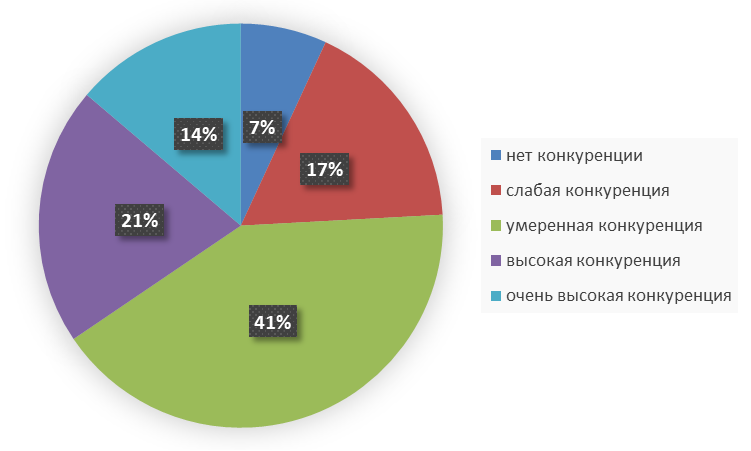 7%
14%
17%
21%
41%
нет конкуренции
слабая конкуренция
умеренная конкуренция
высокая конкуренция
очень высокая конкуренция